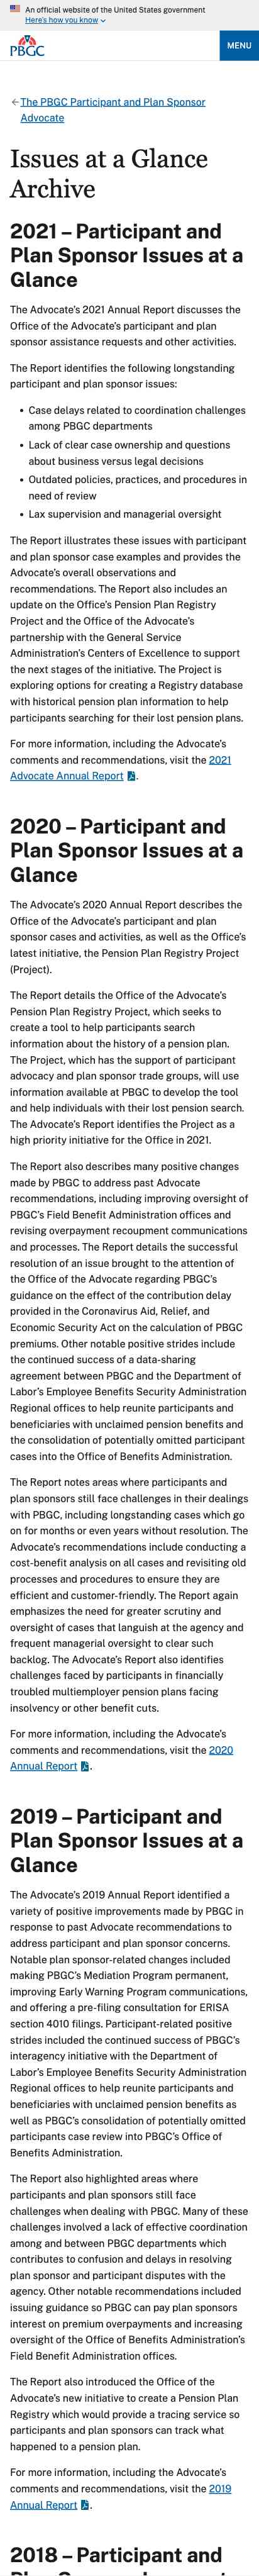 An official website of the United States government
Here's how you know
PBGC
MENU
The PBGC Participant and Plan Sponsor
Advocate
Issues at a Glance
Archive
2021 – Participant and
Plan Sponsor Issues at a
Glance
The Advocate's 2021 Annual Report discusses the
Office of the Advocate's participant and plan
sponsor assistance requests and other activities.
The Report identifies the following longstanding
participant and plan sponsor issues:
• Case delays related to coordination challenges
among PBGC departments
• Lack of clear case ownership and questions
about business versus legal decisions
• Outdated policies, practices, and procedures in
need of review
• Lax supervision and managerial oversight
The Report illustrates these issues with participant
and plan sponsor case examples and provides the
Advocate's overall observations and
recommendations. The Report also includes an
update on the Office's Pension Plan Registry
Project and the Office of the Advocate's
partnership with the General Service
Administration's Centers of Excellence to support
the next stages of the initiative. The Project is
exploring options for creating a Registry database
with historical pension plan information to help
participants searching for their lost pension plans.
For more information, including the Advocate's
comments and recommendations, visit the 2021
Advocate Annual Report.
2020 – Participant and
Plan Sponsor Issues at a
Glance
The Advocate's 2020 Annual Report describes the
Office of the Advocate's participant and plan
sponsor cases and activities, as well as the Office's
latest initiative, the Pension Plan Registry Project
(Project).
The Report details the Office of the Advocate's
Pension Plan Registry Project, which seeks to
create a tool to help participants search
information about the history of a pension plan.
The Project, which has the support of participant
advocacy and plan sponsor trade groups, will use
information available at PBGC to develop the tool
and help individuals with their lost pension search.
The Advocate's Report identifies the Project as a
high priority initiative for the Office in 2021.
The Report also describes many positive changes
made by PBGC to address past Advocate
recommendations, including improving oversight of
PBGC's Field Benefit Administration offices and
revising overpayment recoupment communications
and processes. The Report details the successful
resolution of an issue brought to the attention of
the Office of the Advocate regarding PBGC's
guidance on the effect of the contribution delay
provided in the Coronavirus Aid, Relief, and
Economic Security Act on the calculation of PBGC
premiums. Other notable positive strides include
the continued success of a data-sharing
agreement between PBGC and the Department of
Labor's Employee Benefits Security Administration
Regional offices to help reunite participants and
beneficiaries with unclaimed pension benefits and
the consolidation of potentially omitted participant
cases into the Office of Benefits Administration.
The Report notes areas where participants and
plan sponsors still face challenges in their dealings
with PBGC, including longstanding cases which go
on for months or even years without resolution. The
Advocate's recommendations include conducting a
cost-benefit analysis on all cases and revisiting old
processes and procedures to ensure they are
efficient and customer-friendly. The Report again
emphasizes the need for greater scrutiny and
oversight of cases that languish at the agency and
frequent managerial oversight to clear such
backlog. The Advocate's Report also identifies
challenges faced by participants in financially
troubled multiemployer pension plans facing
insolvency or other benefit cuts.
For more information, including the Advocate's
comments and recommendations, visit the 2020
Annual Report.
2019 – Participant and
Plan Sponsor Issues at a
Glance
The Advocate's 2019 Annual Report identified a
variety of positive improvements made by PBGC in
response to past Advocate recommendations to
address participant and plan sponsor concerns.
Notable plan sponsor-related changes included
making PBGC's Mediation Program permanent,
improving Early Warning Program communications,
and offering a pre-filing consultation for ERISA
section 4010 filings. Participant-related positive
strides included the continued success of PBGC's
interagency initiative with the Department of
Labor's Employee Benefits Security Administration
Regional offices to help reunite participants and
beneficiaries with unclaimed pension benefits as
well as PBGC's consolidation of potentially omitted
participants case review into PBGC's Office of
Benefits Administration.
The Report also highlighted areas where
participants and plan sponsors still face
challenges when dealing with PBGC. Many of these
challenges involved a lack of effective coordination
among and between PBGC departments which
contributes to confusion and delays in resolving
plan sponsor and participant disputes with the
agency. Other notable recommendations included
issuing guidance so PBGC can pay plan sponsors
interest on premium overpayments and increasing
oversight of the Office of Benefits Administration's
Field Benefit Administration offices.
The Report also introduced the Office of the
Advocate's new initiative to create a Pension Plan
Registry which would provide a tracing service so
participants and plan sponsors can track what
happened to a pension plan.
For more information, including the Advocate's
comments and recommendations, visit the 2019
Annual Report.
2018 – Participant and
Plan Sponsor Issues at a